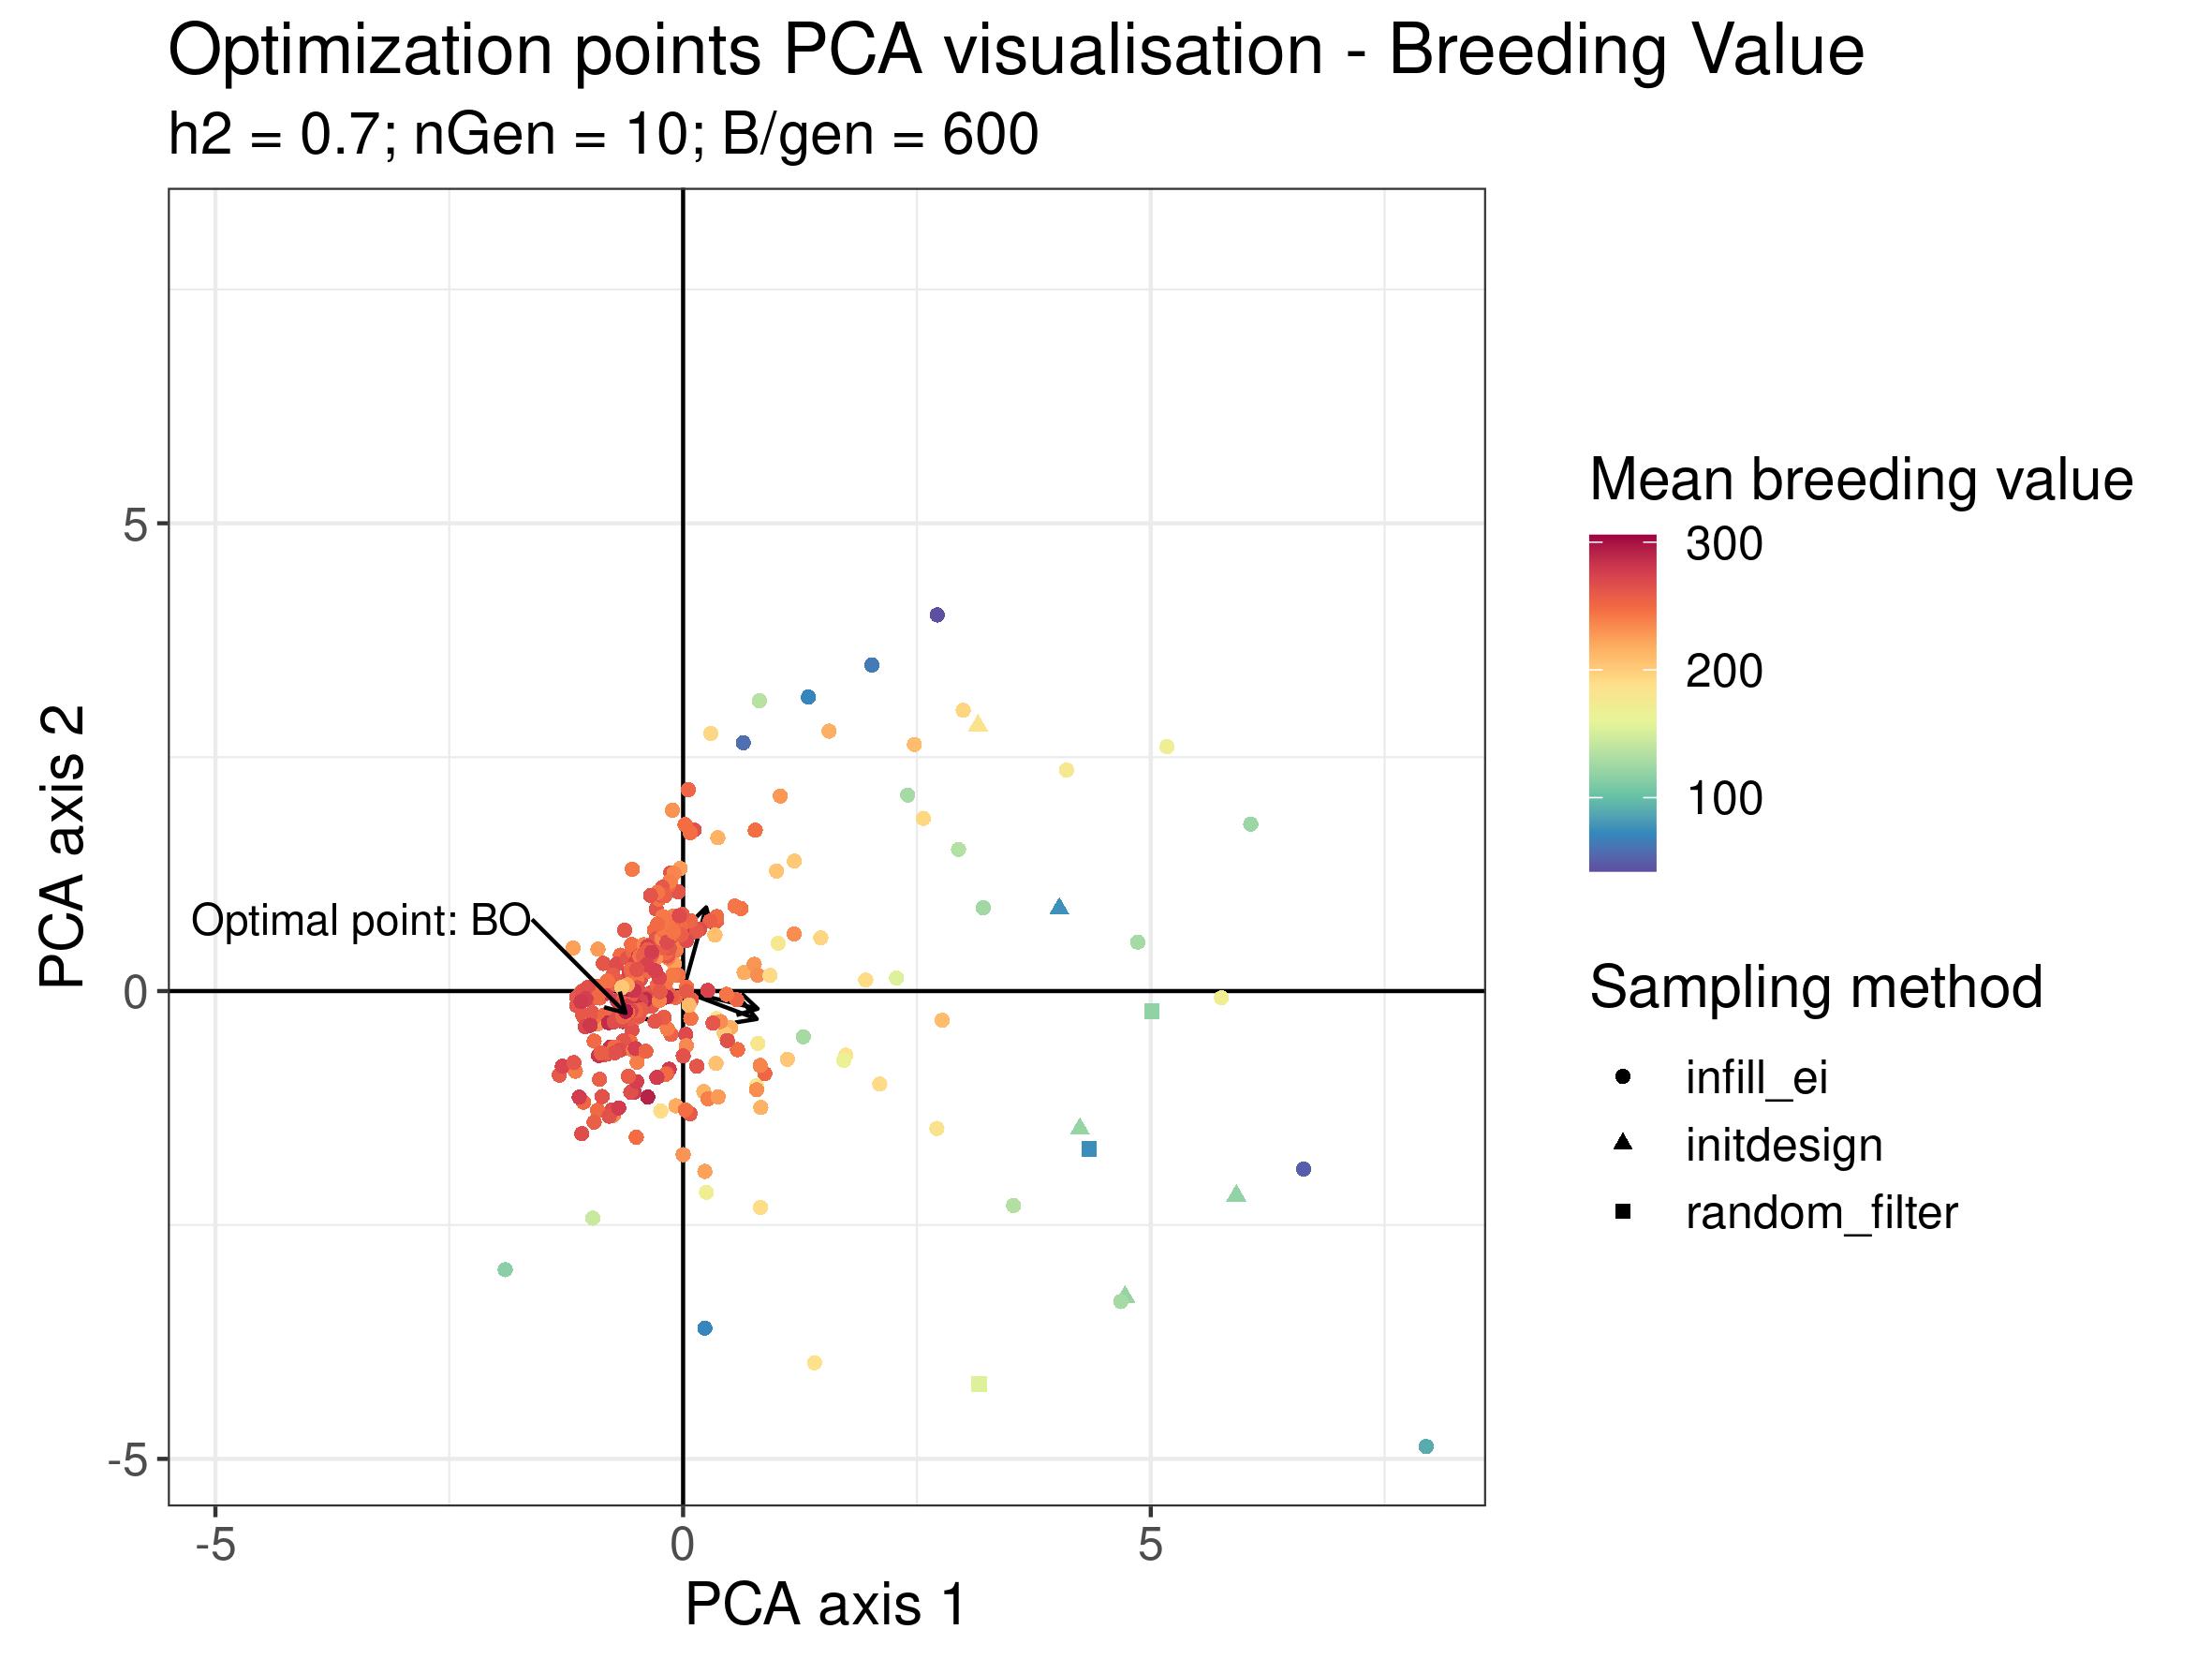 Optimization points PCA visualisation - Breeding Value
h2 = 0.7; nGen = 10; B/gen = 600
PCA axis 2
5
0
-5
Optimal point: BO
-5
0
5
PCA axis 1
Mean breeding value
300
200
100
Sampling method
infill_ei
initdesign
random_filter